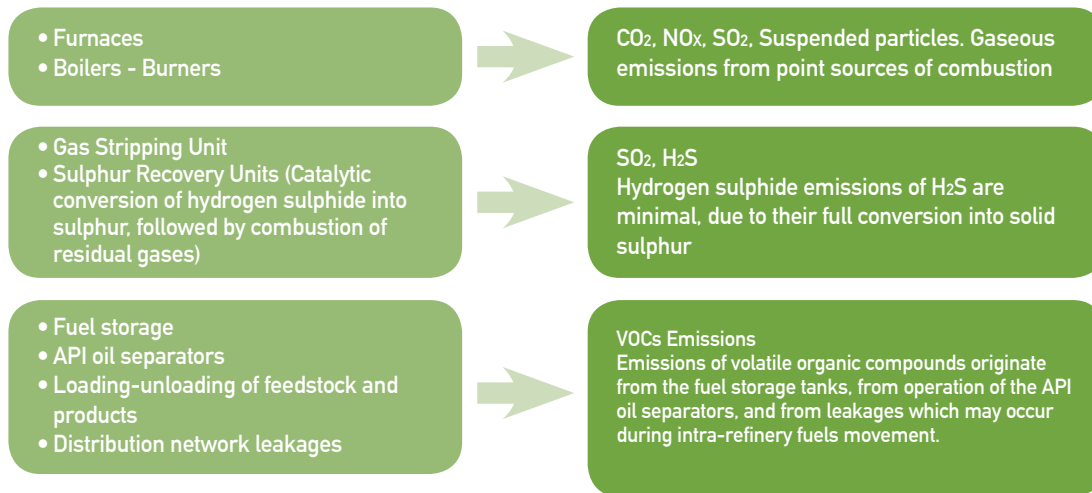 • Furnaces
• Boilers - Burners
CO₂, NOx, SO₂, Suspended particles. Gaseous
emissions from point sources of combustion
• Gas Stripping Unit
• Sulphur Recovery Units (Catalytic
conversion of hydrogen sulphide into
sulphur, followed by combustion of
residual gases)
SO₂, H₂S
Hydrogen sulphide emissions of H₂S are
minimal, due to their full conversion into solid
sulphur
• Fuel storage
• API oil separators
• Loading-unloading of feedstock and
products
• Distribution network leakages
VOCs Emissions
Emissions of volatile organic compounds originate
from the fuel storage tanks, from operation of the API
oil separators, and from leakages which may occur
during intra-refinery fuels movement.